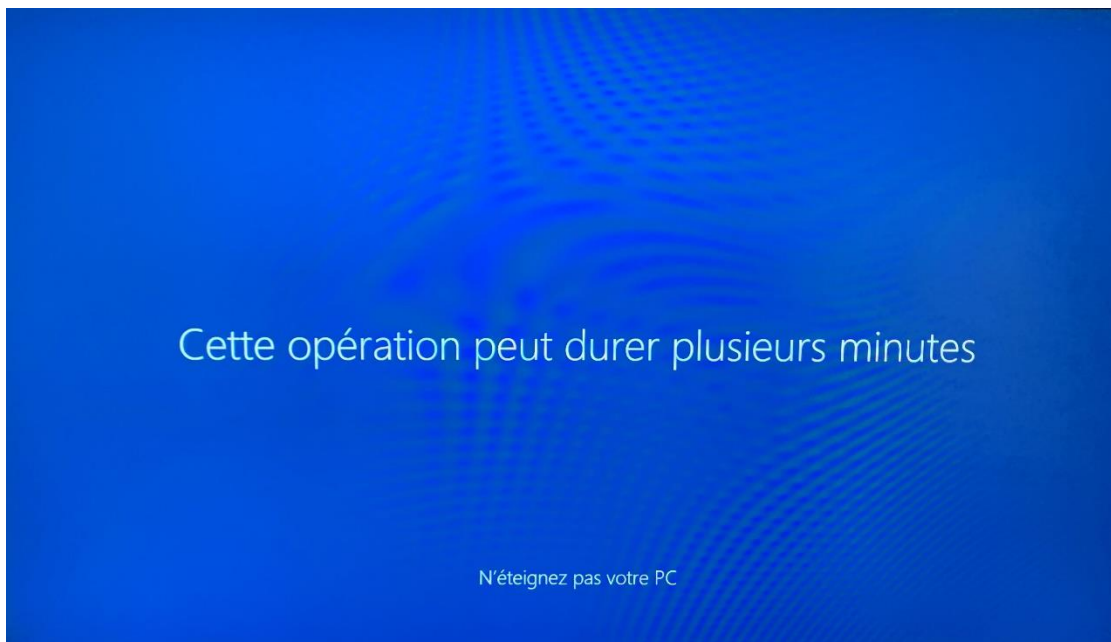 Cette opération peut durer plusieurs minutes
N'éteignez pas votre PC